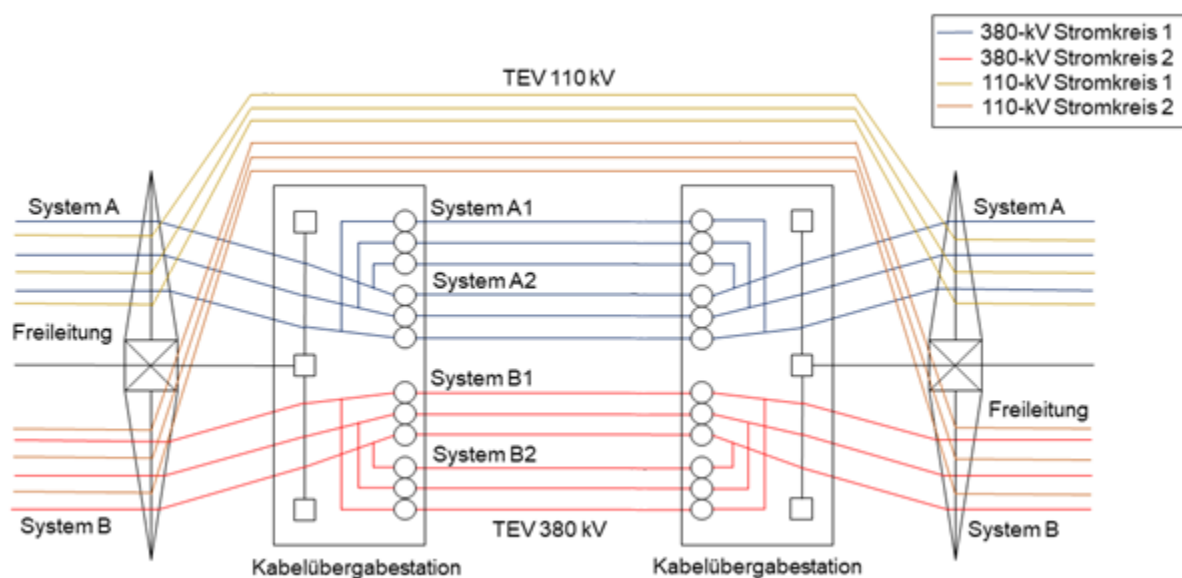 380-kV Stromkreis 1
380-kV Stromkreis 2
110-kV Stromkreis 1
110-kV Stromkreis 2
TEV 110 kV
System A
System A1
System A
System A2
Freileitung
System B1
Freileitung
System B2
System B
TEV 380 kV
System B
Kabelübergabestation
Kabelübergabestation